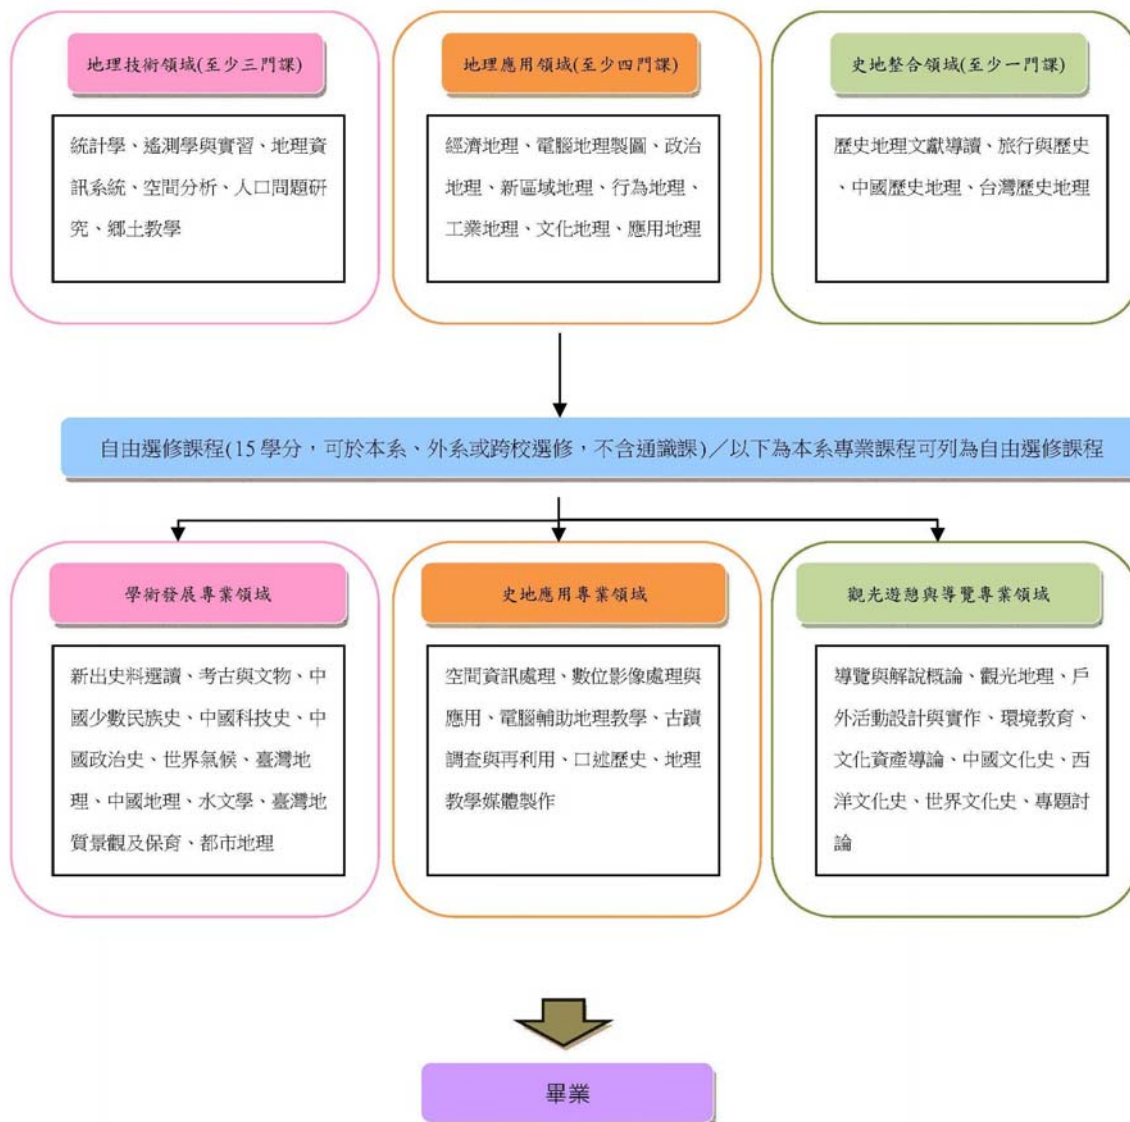 地理技術領域(至少三門課)
統計學、遙測學與實習、地理資
訊系統、空間分析、人口問題研
究、鄉土教學
地理應用領域(至少四門課)
經濟地理、電腦地理製圖、政治
地理、新區域地理、行為地理、
工業地理、文化地理、應用地理
史地整合領域(至少一門課)
歷史地理文獻導讀、旅行與歷史
、中國歷史地理、台灣歷史地理
自由選修課程(15 學分，可於本系、外系或跨校選修，不含通識課)／以下為本系專業課程可列為自由選修課程
學術發展專業領域
新出史料選讀、考古與文物、中
國少數民族史、中國科技史、中
國政治史、世界氣候、臺灣地
理、中國地理、水文學、臺灣地
質景觀及保育、都市地理
史地應用專業領域
空間資訊處理、數位影像處理與
應用、電腦輔助地理教學、古蹟
調查與再利用、口述歷史、地理
教學媒體製作
觀光遊憩與導覽專業領域
導覽與解說概論、觀光地理、戶
外活動設計與實作、環境教育、
文化資產導論、中國文化史、西
洋文化史、世界文化史、專題討
論
畢業